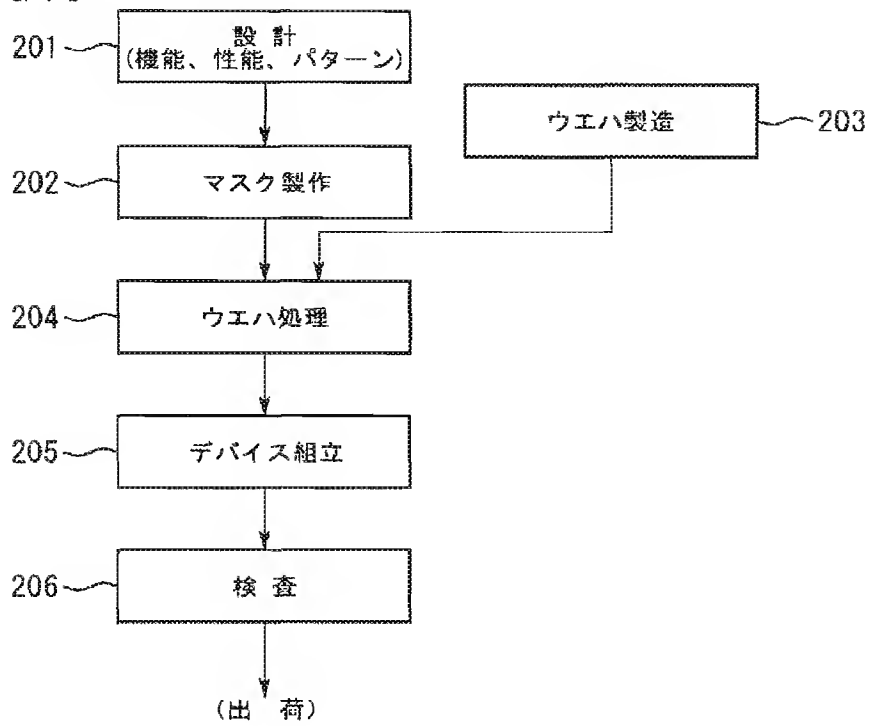 201
設 計
(機能、性能、パターン)
ウエハ製造
203
202
マスク製作
204
ウエハ処理
205
デバイス組立
206
検 査
(出 荷)